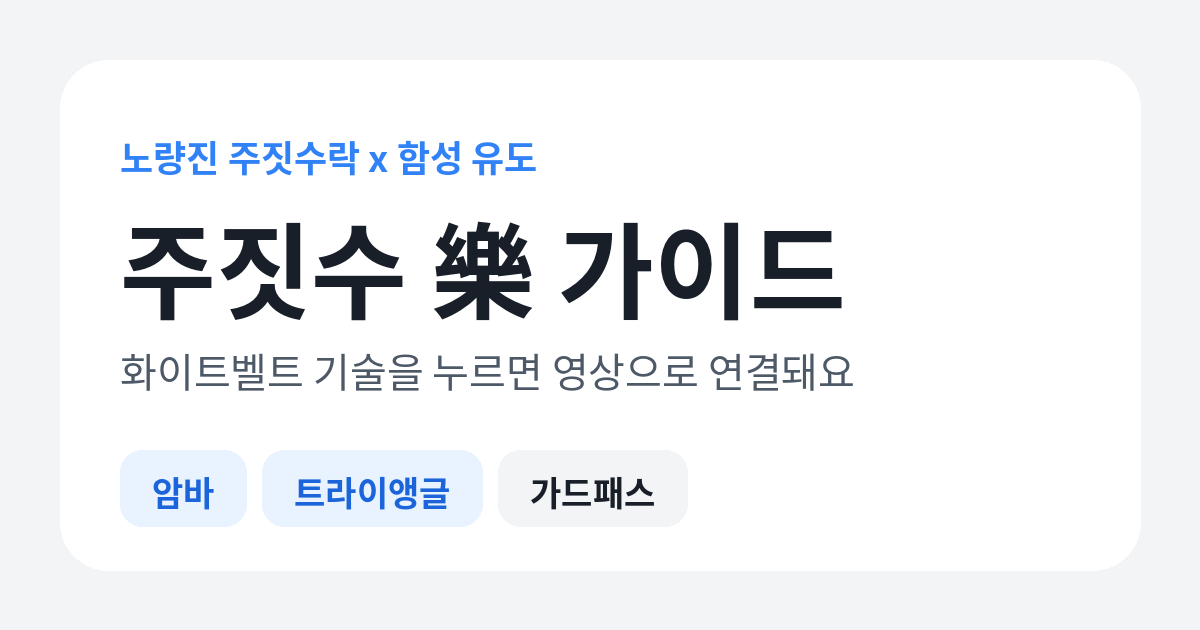 노량진 주짓수락 x 함성 유도
주짓수 樂 가이드
화이트벨트 기술을 누르면 영상으로 연결돼요
암바 트라이앵글 가드패스